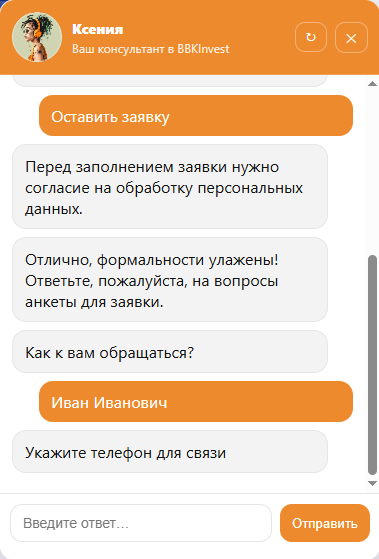 Ксения
Ваш консультант в BBKInvest
Оставить заявку
Перед заполнением заявки нужно
согласие на обработку персональных
данных.
Отлично, формальности улажены!
Ответьте, пожалуйста, на вопросы
анкеты для заявки.
Как к вам обращаться?
Иван Иванович
Укажите телефон для связи
Введите ответ...
Отправить